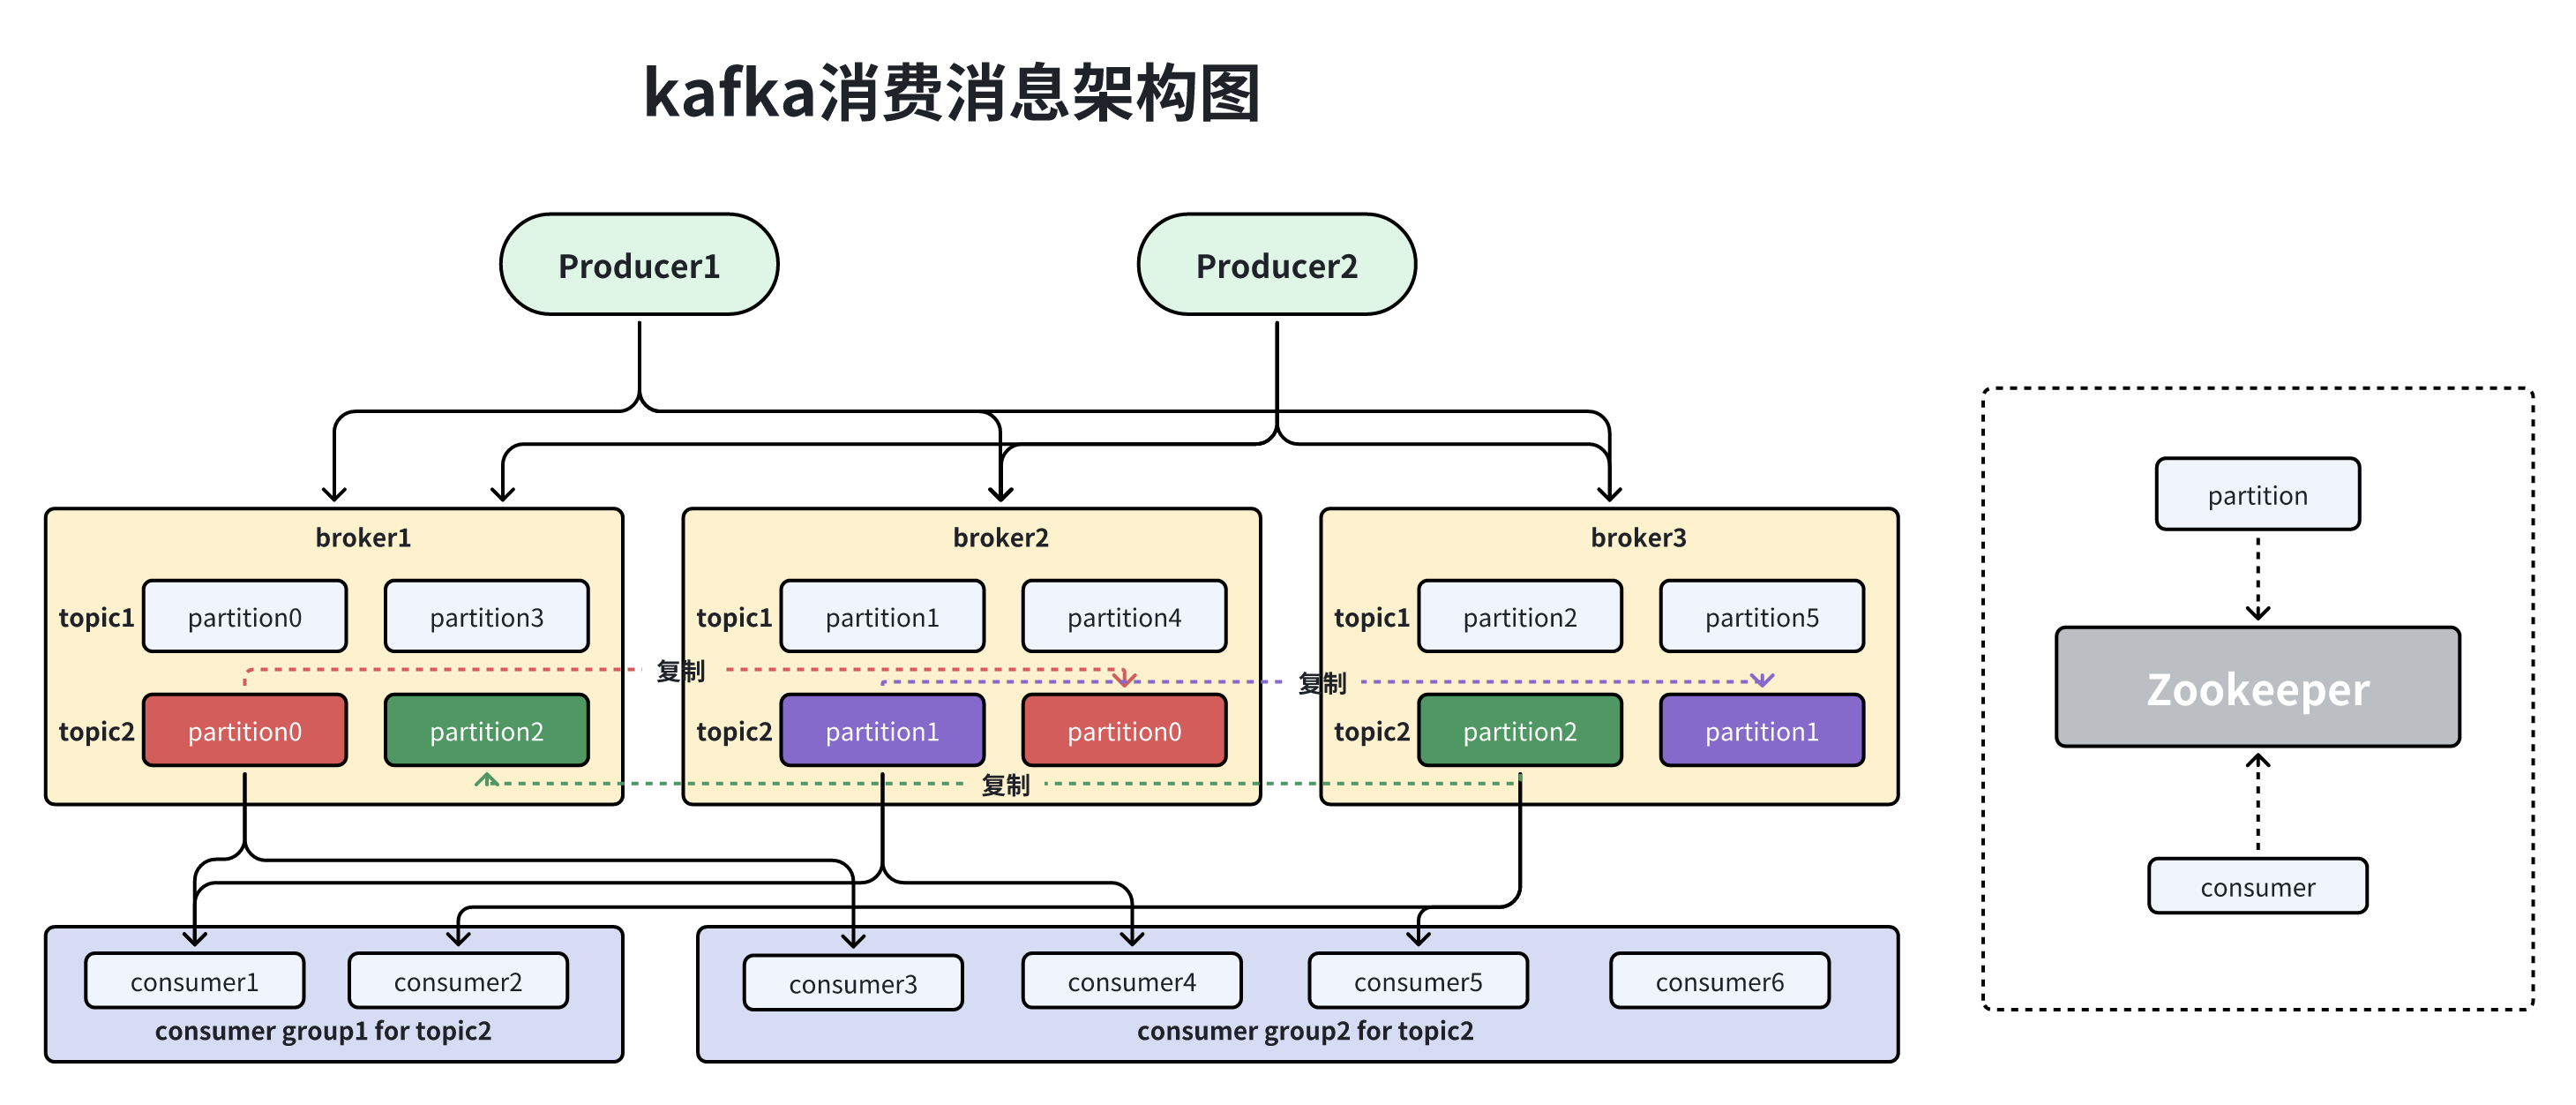 kafka消费消息架构图
Producer1
Producer2
broker1
topic1
partition0
partition3
topic2
partition0
partition2
broker2
topic1
partition1
partition4
topic2
partition1
partition0
broker3
topic1
partition2
partition5
topic2
partition2
partition1
复制
复制
复制
consumer1
consumer2
consumer group1 for topic2
consumer3
consumer4
consumer5
consumer6
consumer group2 for topic2
partition
Zookeeper
consumer